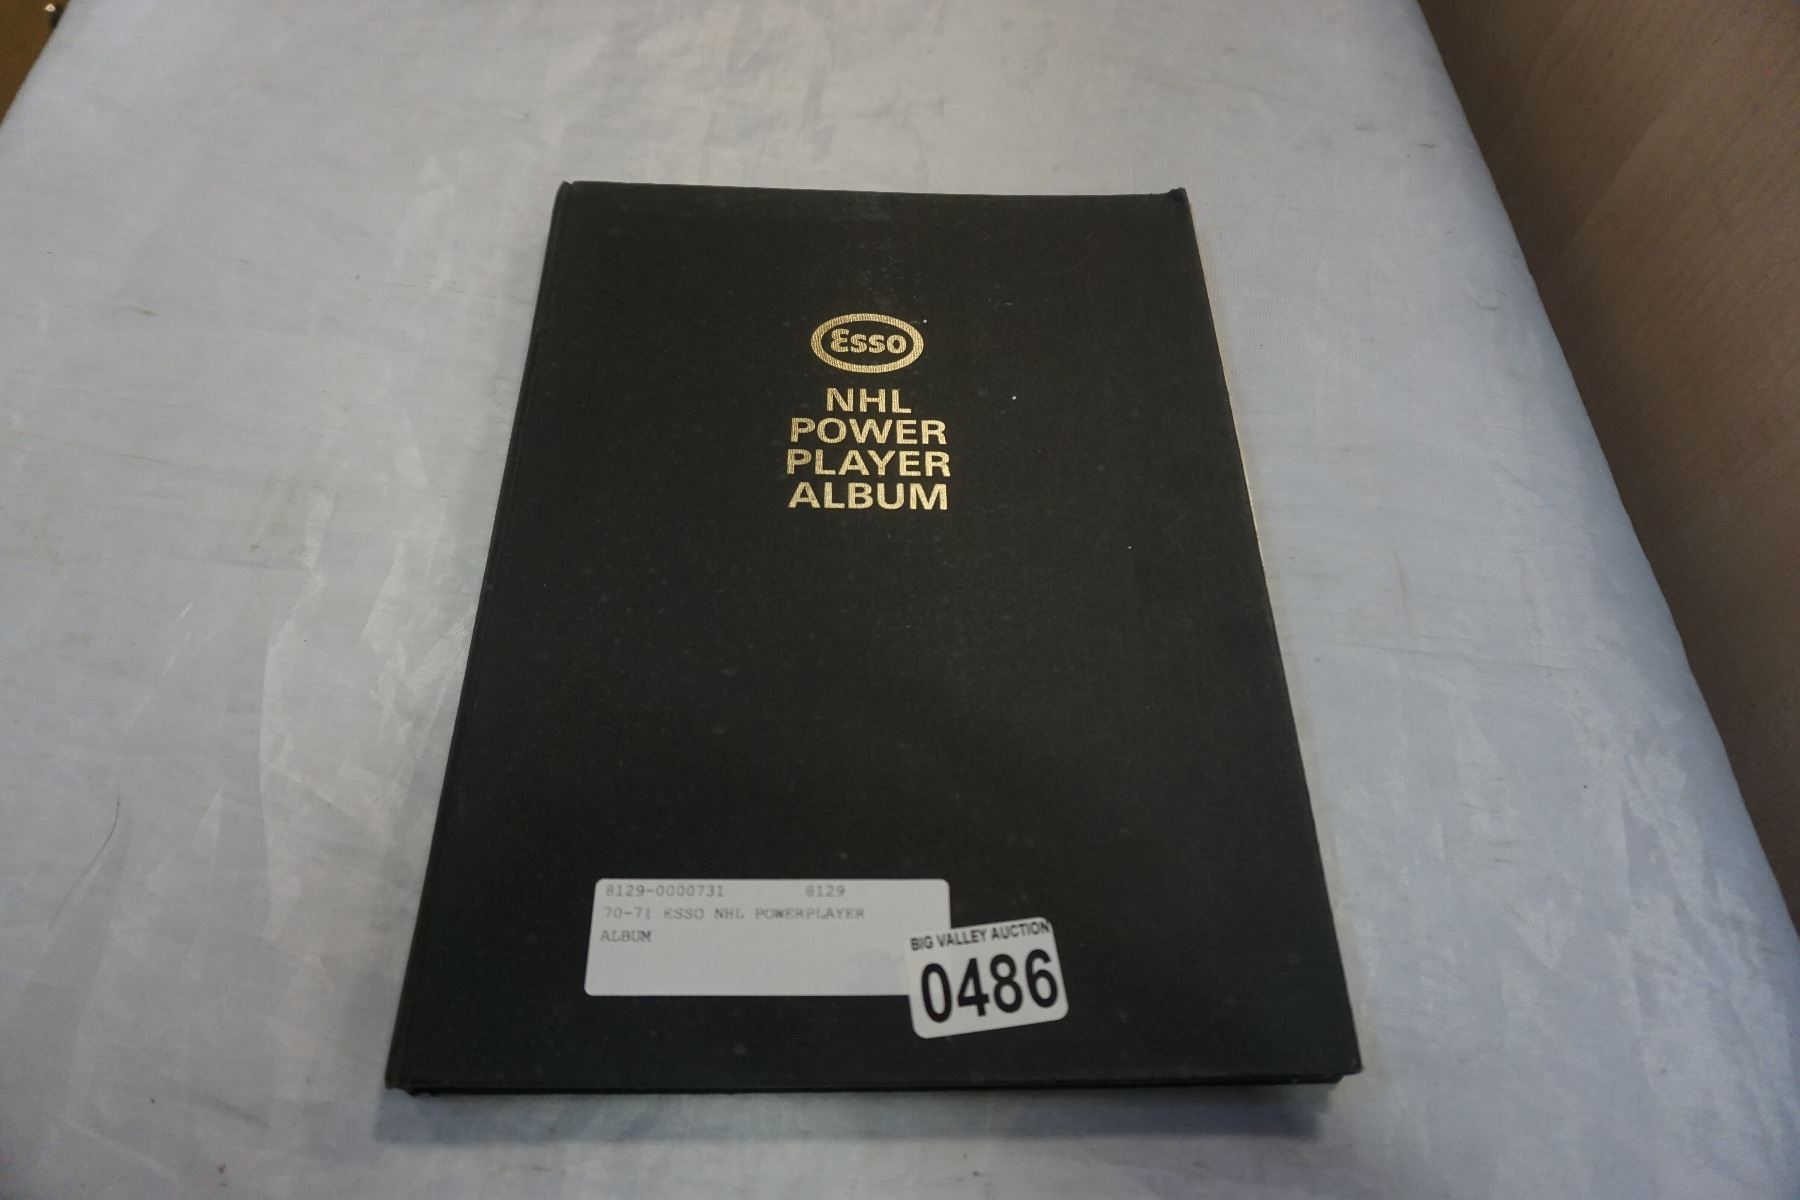 Esso
NHL
POWER
PLAYER
ALBUM
8129-0000731 8129
70-71 ESSO NHL POWERPLAYER
ALBUM
BIG VALLEY AUCTION
0486